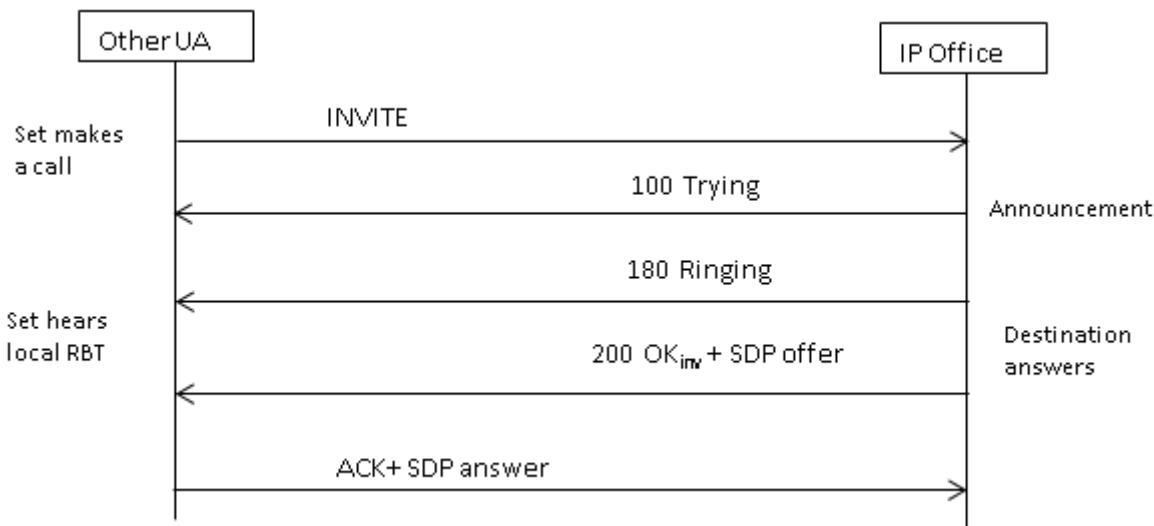 Other UA
IP Office
INVITE
Set makes
a call
100 Trying
Announcement
180 Ringing
Set hears
local RBT
200 OKinv + SDP offer
Destination
answers
ACK+ SDP answer